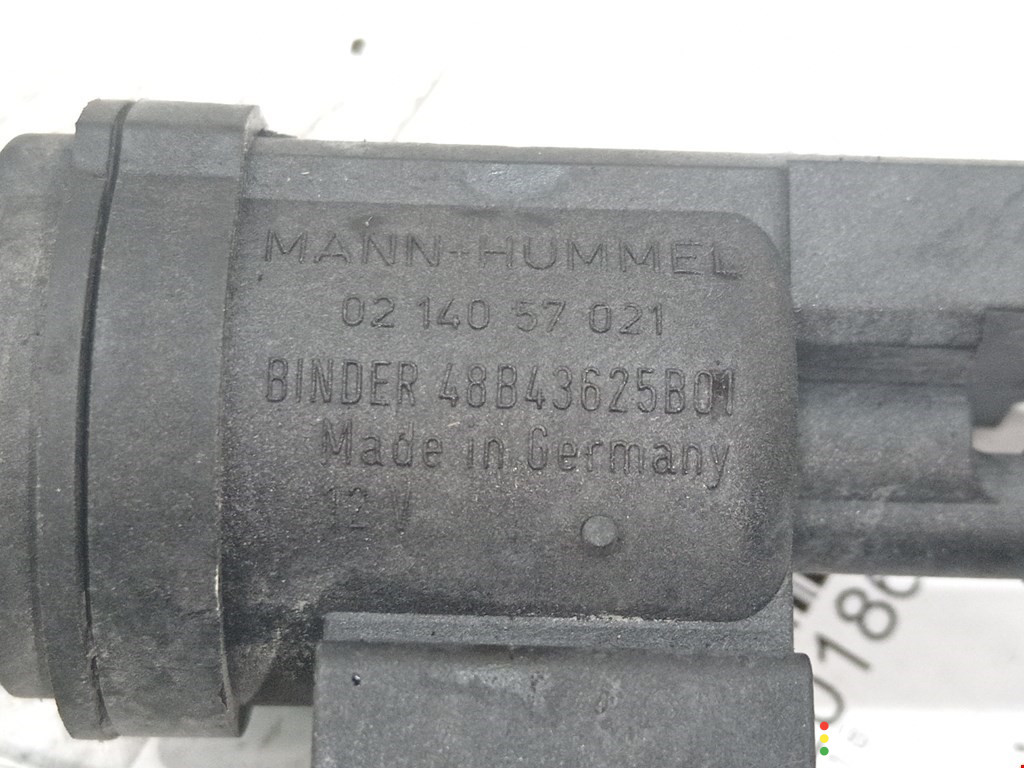 MANN-HUMMEL
02 140 57 021
BINDER 48B43625B01
Made in Germany
12 V